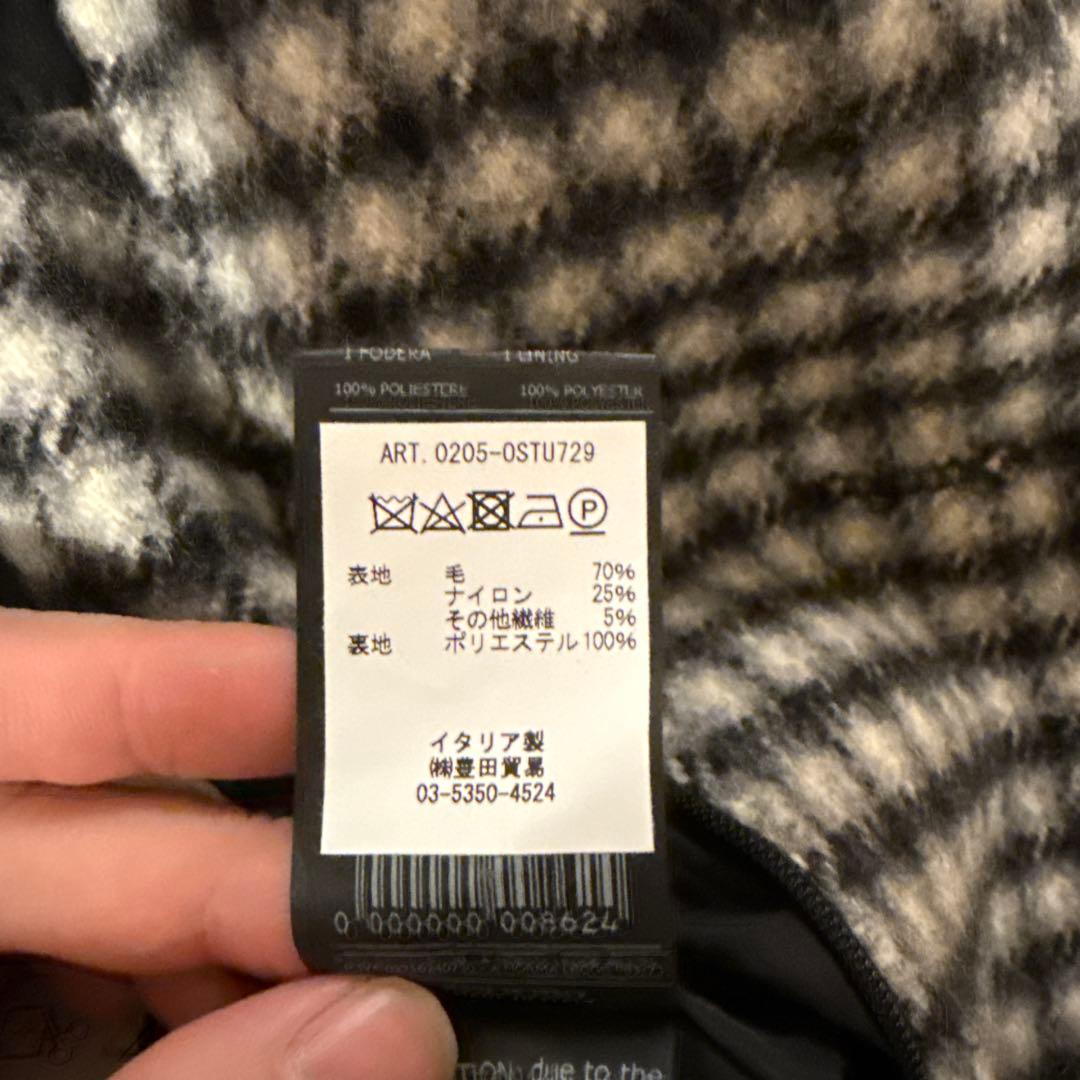 1 FODERA 1 LINING
100% POLIESTERE 100% POLYESTER
ART. 0205-0STU729
P
表地 毛 70%
ナイロン 25%
その他繊維 5%
裏地 ポリエステル 100%
イタリア製
㈱豊田貿易
03-5350-4524
0 000000 008624
due to the